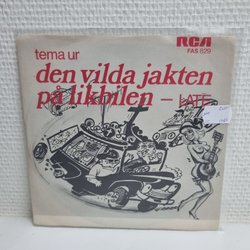 RCA
FAS 829
tema ur
den vilda jakten
på likbilen – LATE